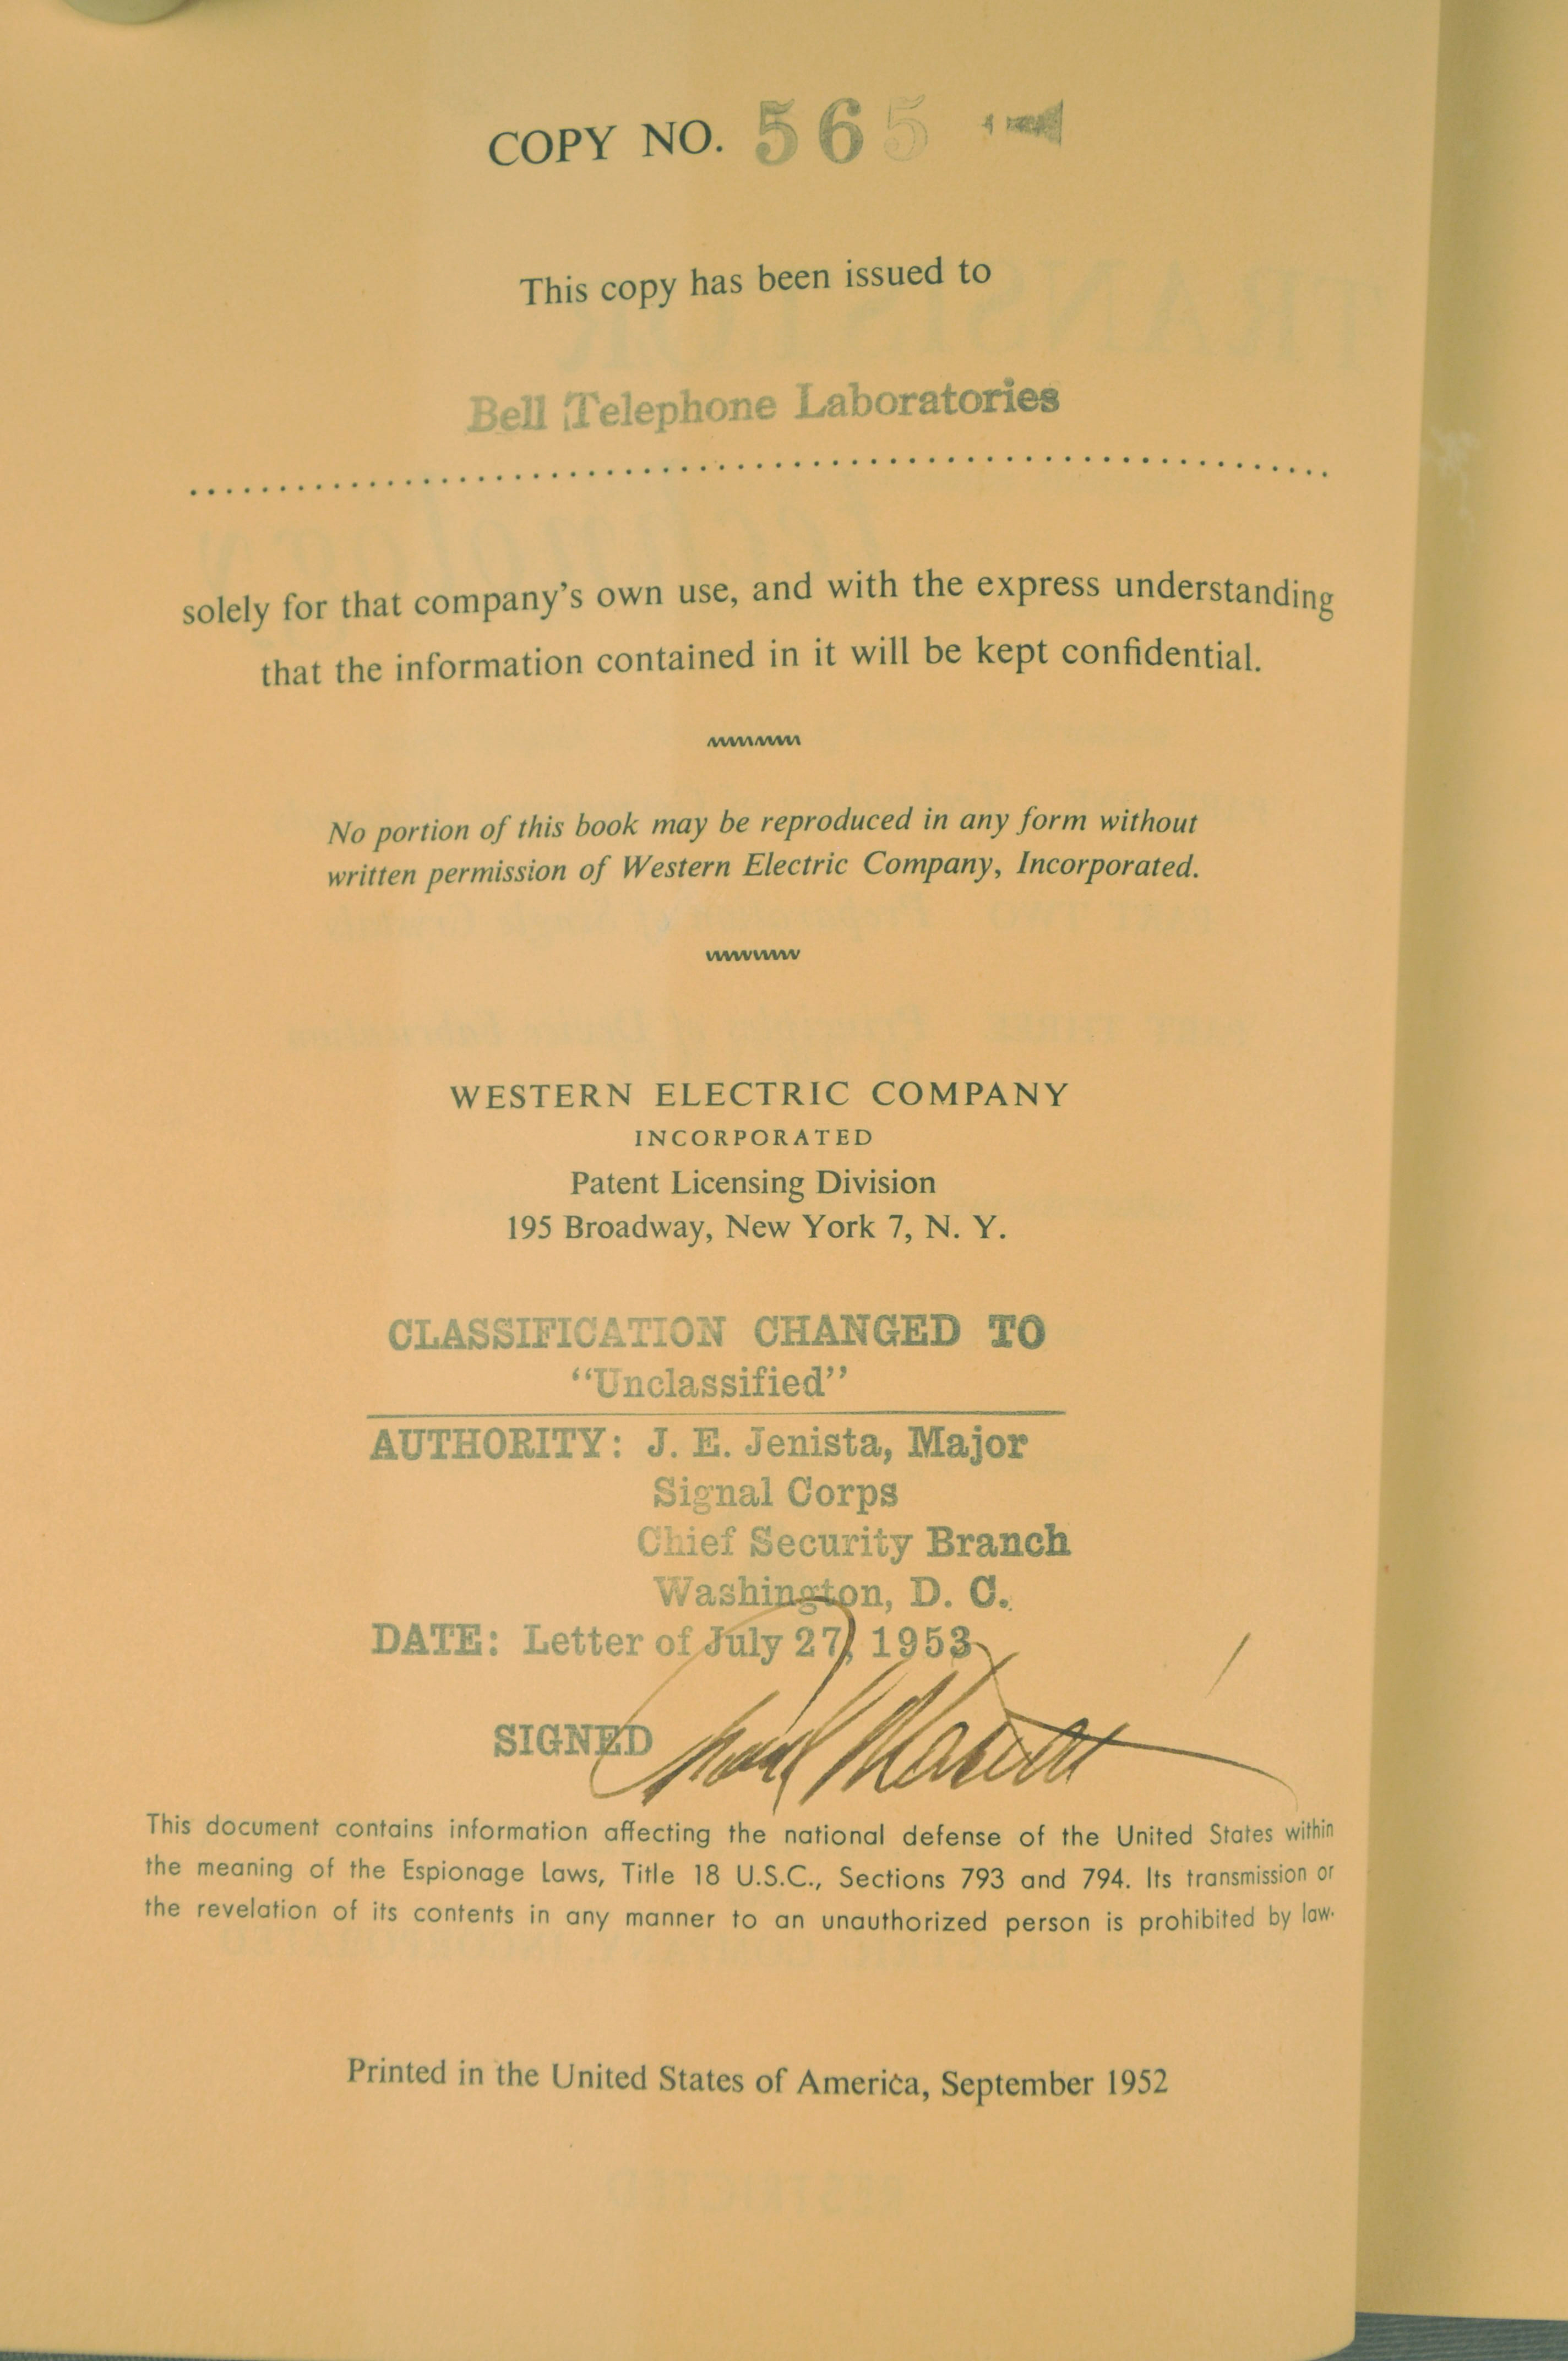 COPY NO. 565
This copy has been issued to
Bell Telephone Laboratories
solely for that company's own use, and with the express understanding
that the information contained in it will be kept confidential.
No portion of this book may be reproduced in any form without
written permission of Western Electric Company, Incorporated.
WESTERN ELECTRIC COMPANY
INCORPORATED
Patent Licensing Division
195 Broadway, New York 7, N. Y.
CLASSIFICATION CHANGED TO
"Unclassified"
AUTHORITY: J. E. Jenista, Major
Signal Corps
Chief Security Branch
Washington, D. C.
DATE: Letter of July 27, 1953
SIGNED
This document contains information affecting the national defense of the United States within
the meaning of the Espionage Laws, Title 18 U.S.C., Sections 793 and 794. Its transmission or
the revelation of its contents in any manner to an unauthorized person is prohibited by law.
Printed in the United States of America, September 1952